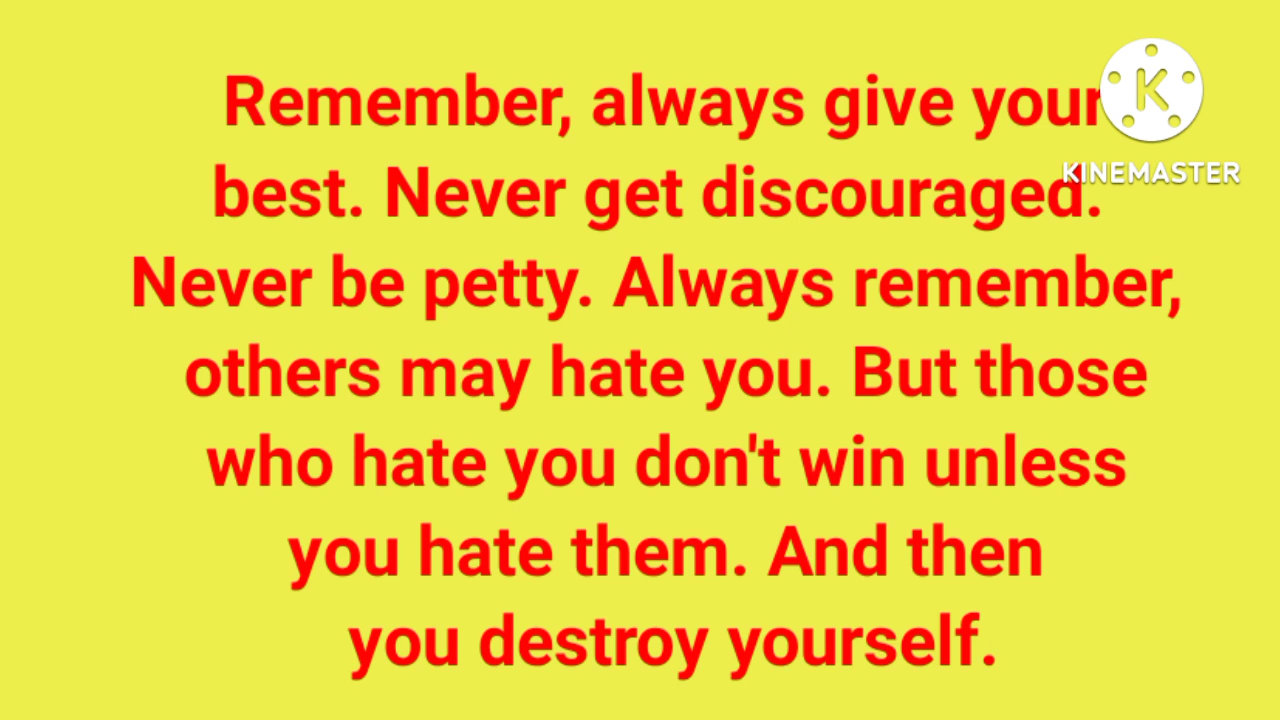 Remember, always give your
best. Never get discouraged.
Never be petty. Always remember,
others may hate you. But those
who hate you don't win unless
you hate them. And then
you destroy yourself.
K
KINEMASTER